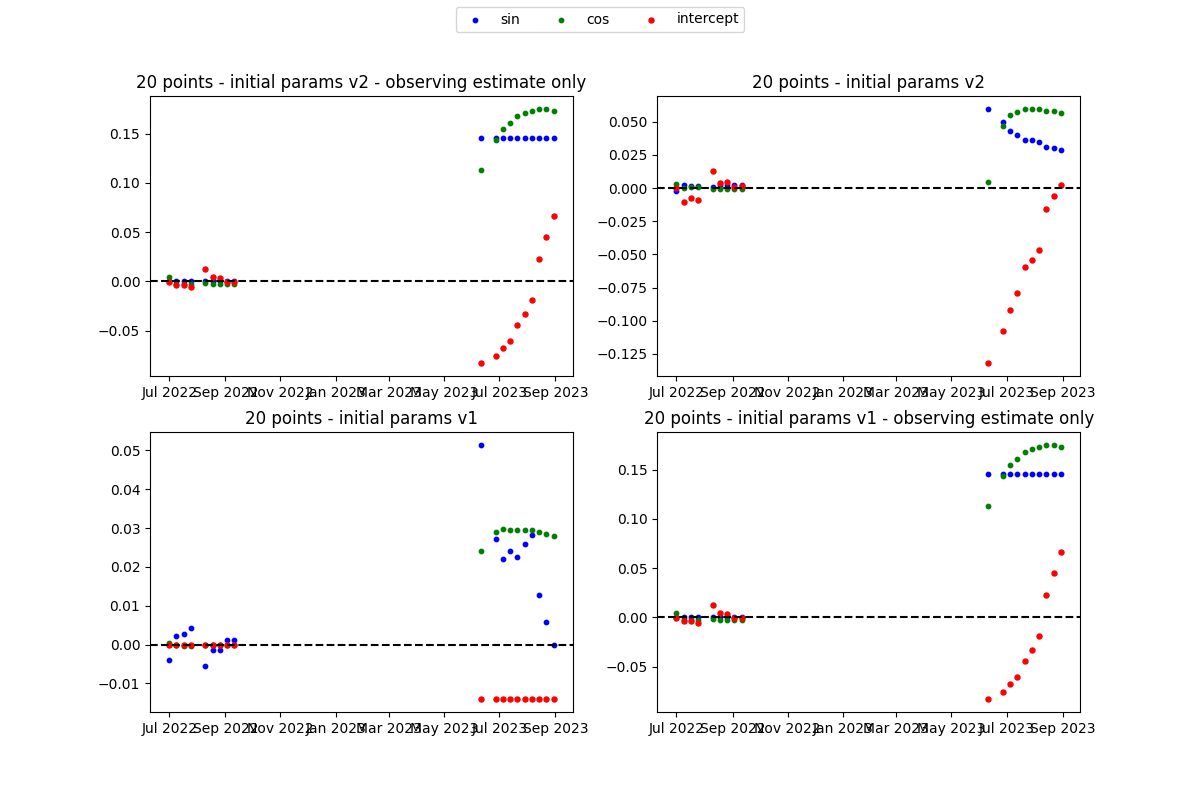 sin cos intercept
20 points - initial params v2 - observing estimate only
0.15
0.10
0.05
0.00
−0.05
Jul 2022 Sep 2022 Nov 2022 Jan 2023 Mar 2023 May 2023 Jul 2023 Sep 2023
20 points - initial params v2
0.050
0.025
0.000
−0.025
−0.050
−0.075
−0.100
−0.125
Jul 2022 Sep 2022 Nov 2022 Jan 2023 Mar 2023 May 2023 Jul 2023 Sep 2023
20 points - initial params v1
0.05
0.04
0.03
0.02
0.01
0.00
−0.01
Jul 2022 Sep 2022 Nov 2022 Jan 2023 Mar 2023 May 2023 Jul 2023 Sep 2023
20 points - initial params v1 - observing estimate only
0.15
0.10
0.05
0.00
−0.05
Jul 2022 Sep 2022 Nov 2022 Jan 2023 Mar 2023 May 2023 Jul 2023 Sep 2023